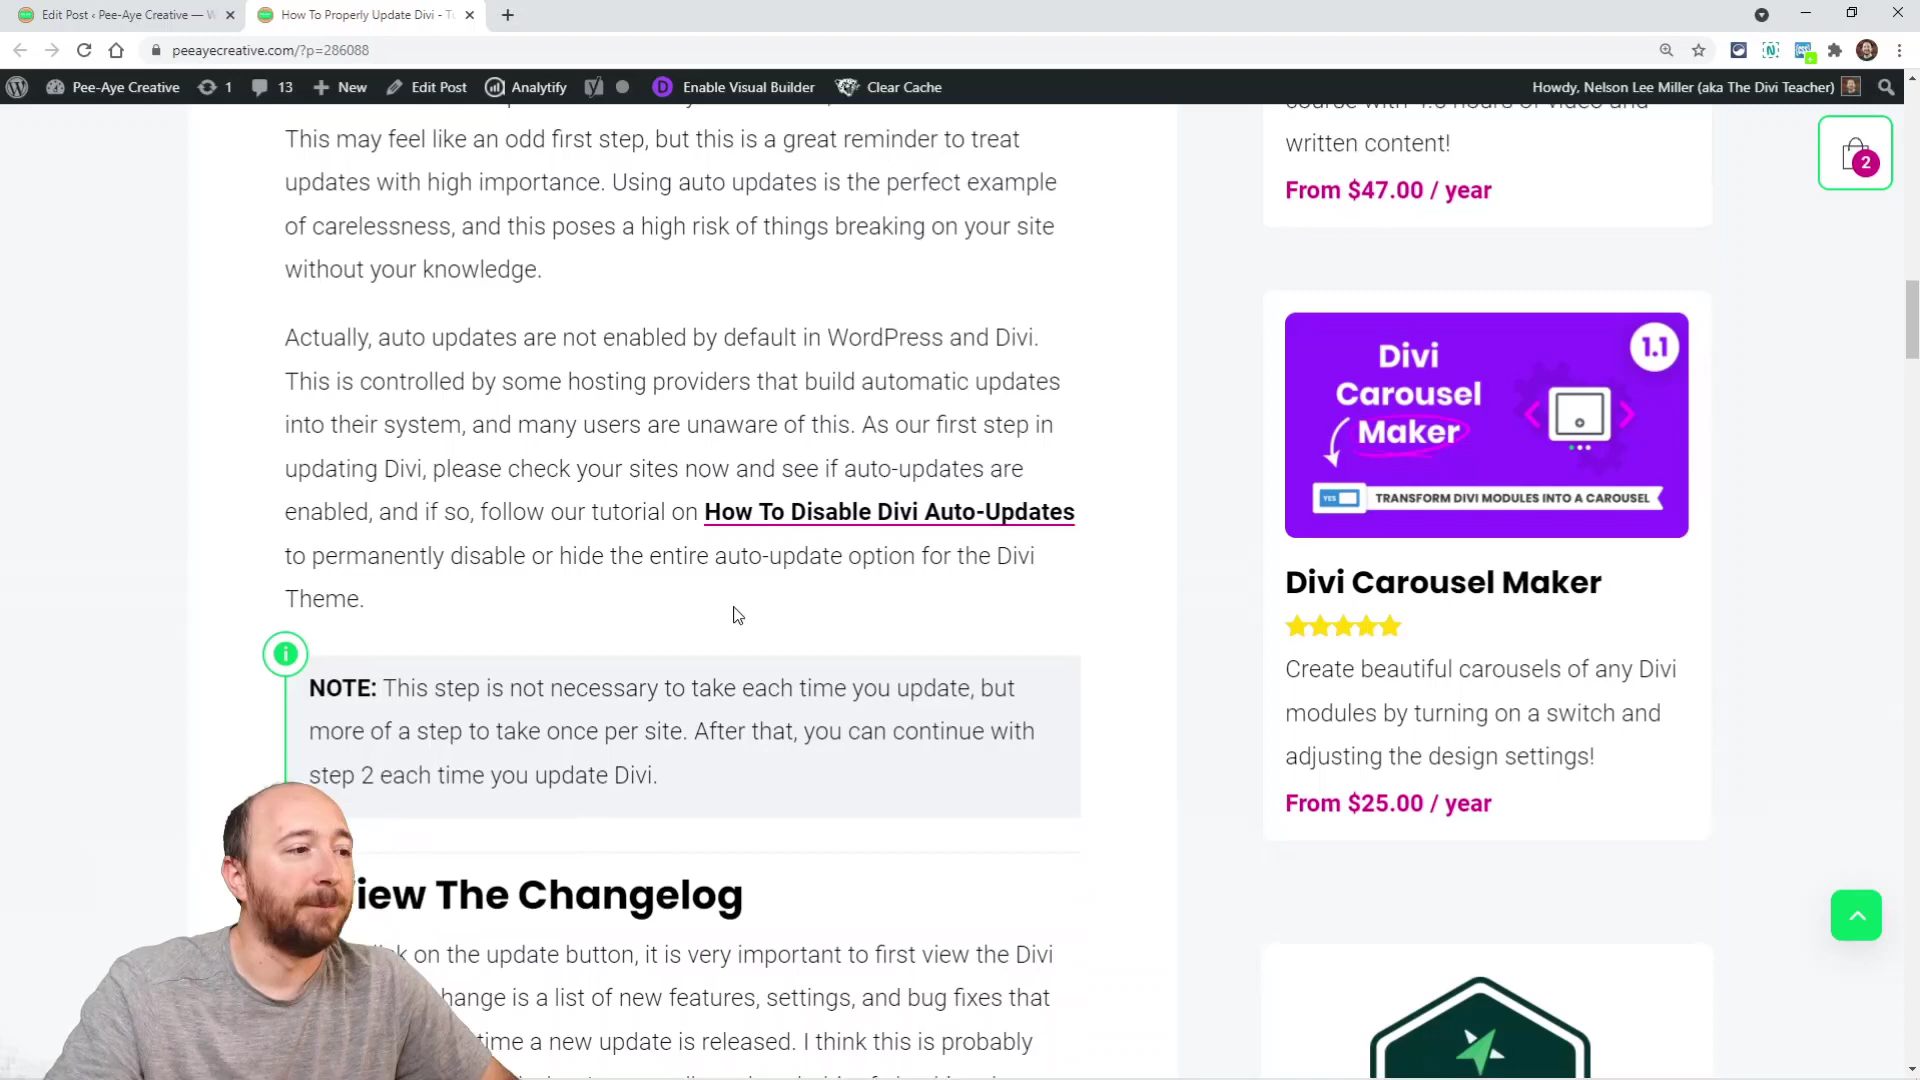 Edit Post ‹ Pee-Aye Creative — W
How To Properly Update Divi - Tu
peeayecreative.com/?p=286088
Pee-Aye Creative
1
13
New
Edit Post
Analytify
D
Enable Visual Builder
Clear Cache
Howdy, Nelson Lee Miller (aka The Divi Teacher)
This may feel like an odd first step, but this is a great reminder to treat
updates with high importance. Using auto updates is the perfect example
of carelessness, and this poses a high risk of things breaking on your site
without your knowledge.
Actually, auto updates are not enabled by default in WordPress and Divi.
This is controlled by some hosting providers that build automatic updates
into their system, and many users are unaware of this. As our first step in
updating Divi, please check your sites now and see if auto-updates are
enabled, and if so, follow our tutorial on How To Disable Divi Auto-Updates
to permanently disable or hide the entire auto-update option for the Divi
Theme.
i
NOTE: This step is not necessary to take each time you update, but
more of a step to take once per site. After that, you can continue with
step 2 each time you update Divi.
iew The Changelog
k on the update button, it is very important to first view the Divi
hange is a list of new features, settings, and bug fixes that
time a new update is released. I think this is probably
course with 4.5 hours of video and
written content!
From $47.00 / year
2
Divi
Carousel
Maker
1.1
YES
TRANSFORM DIVI MODULES INTO A CAROUSEL
Divi Carousel Maker
Create beautiful carousels of any Divi
modules by turning on a switch and
adjusting the design settings!
From $25.00 / year